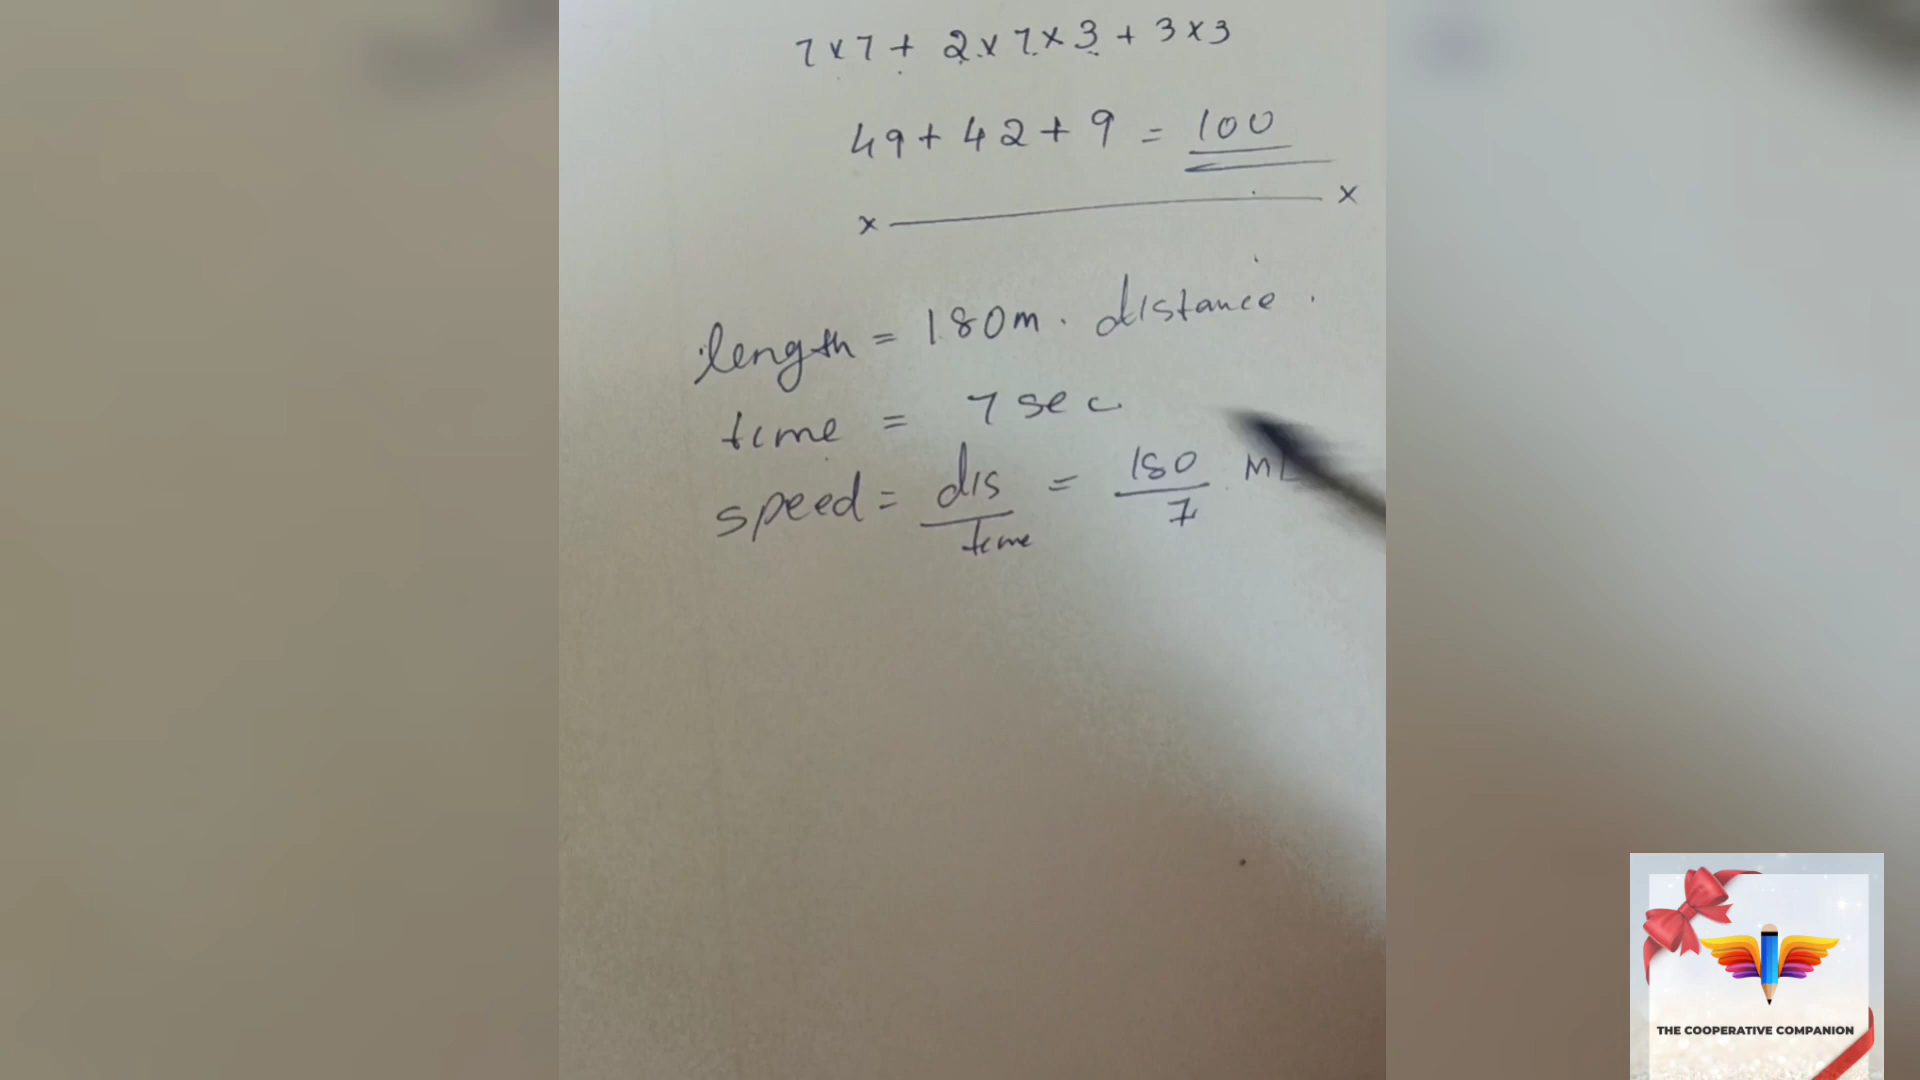 7 x 7 + 2 x 7 x 3 + 3 x 3
49 + 42 + 9 = 100
x x
length = 180m . distance .
time = 7 sec
speed = dis/time = 180/7 m
THE COOPERATIVE COMPANION